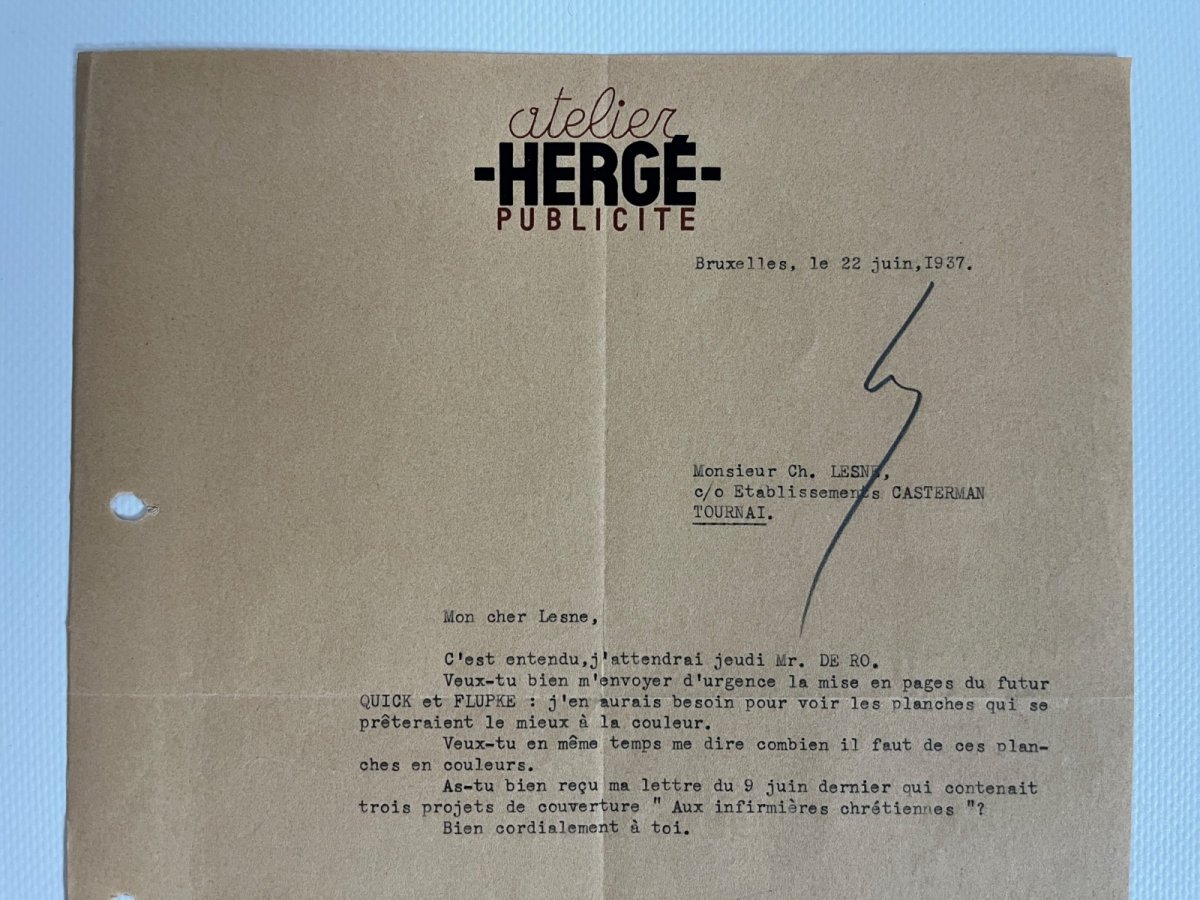 atelier
-HERGÉ-
PUBLICITE
Bruxelles, le 22 juin,1937.
Monsieur Ch. LESNE,
c/o Etablissements CASTERMAN
TOURNAI.
Mon cher Lesne,
C'est entendu,j'attendrai jeudi Mr. DE RO.
Veux-tu bien m'envoyer d'urgence la mise en pages du futur
QUICK et FLUPKE : j'en aurais besoin pour voir les planches qui se
prêteraient le mieux à la couleur.
Veux-tu en même temps me dire combien il faut de ces plan-
ches en couleurs.
As-tu bien reçu ma lettre du 9 juin dernier qui contenait
trois projets de couverture " Aux infirmières chrétiennes "?
Bien cordialement à toi.